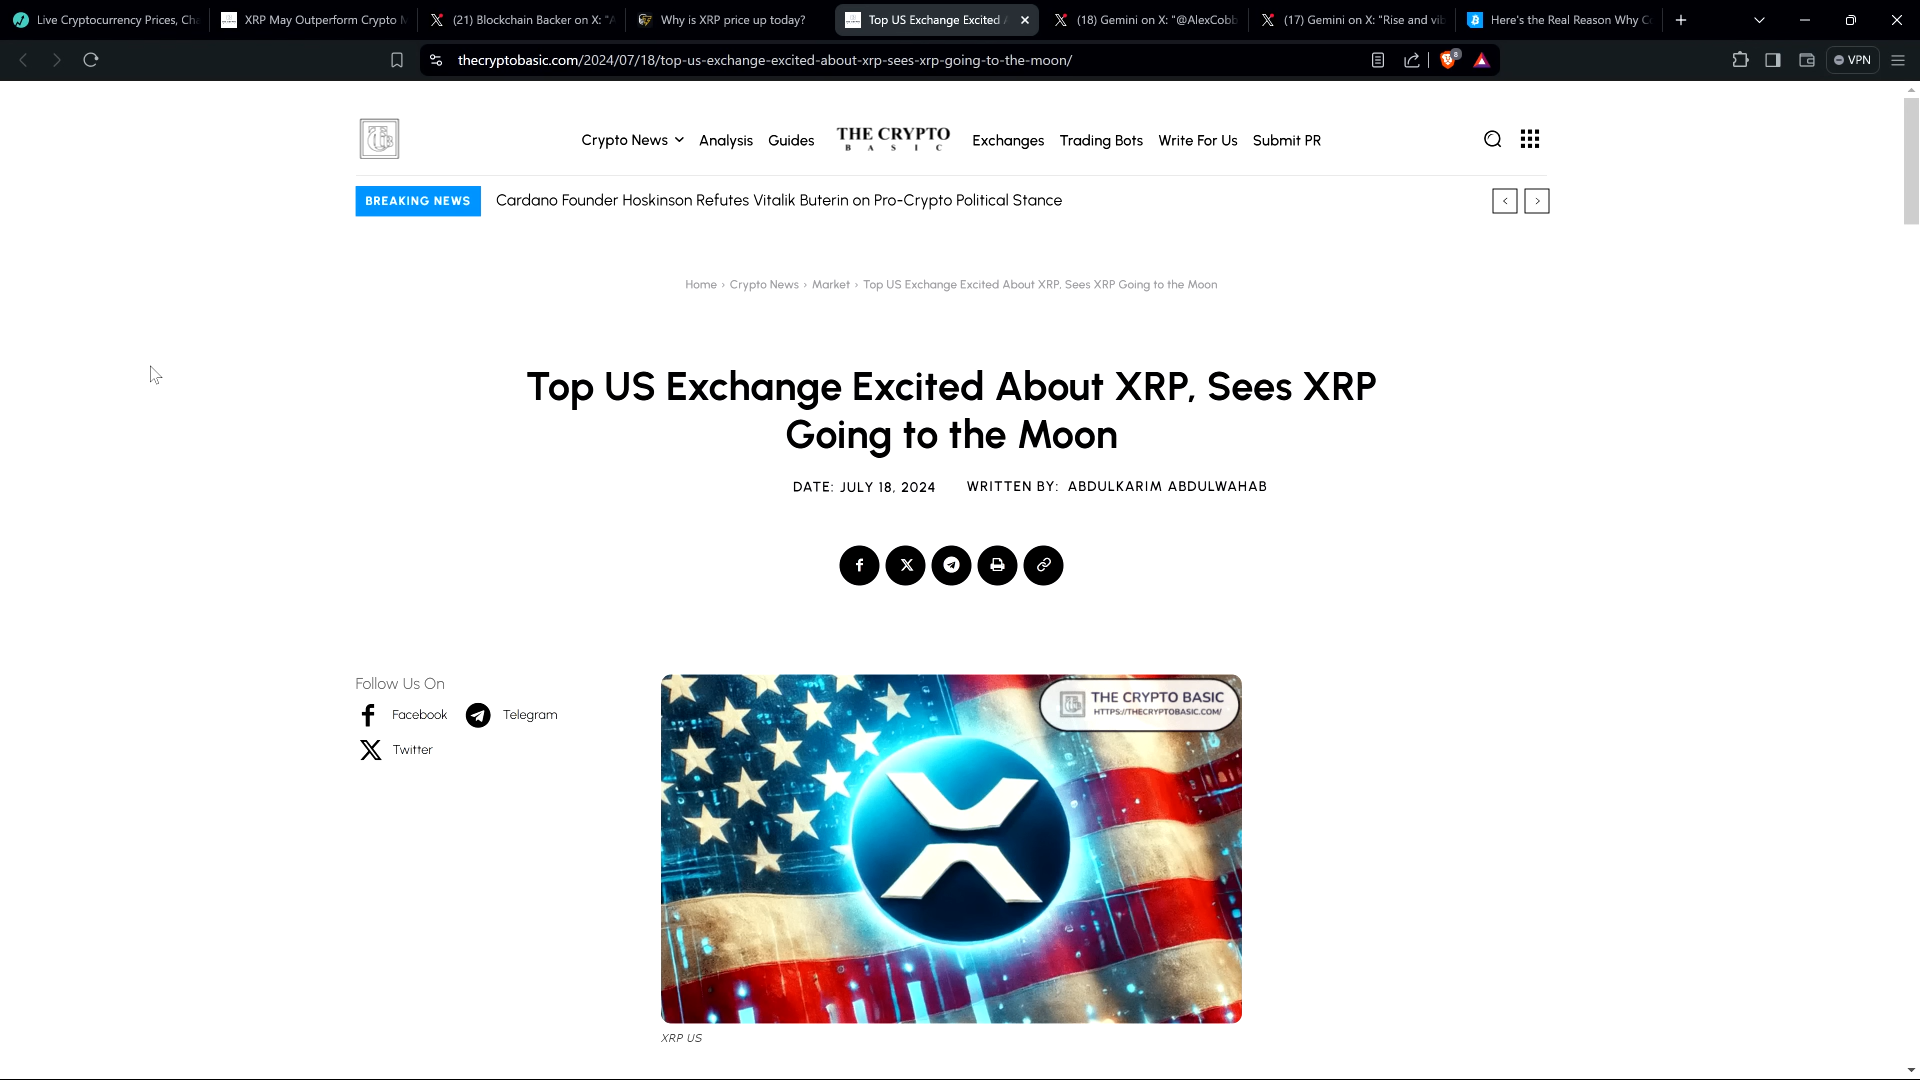 Live Cryptocurrency Prices, Cha
XRP May Outperform Crypto M
(21) Blockchain Backer on X: "A
Why is XRP price up today?
Top US Exchange Excited A
(18) Gemini on X: "@AlexCobb
(17) Gemini on X: "Rise and vib
Here's the Real Reason Why C
thecryptobasic.com/2024/07/18/top-us-exchange-excited-about-xrp-sees-xrp-going-to-the-moon/
8
VPN
Crypto News
Analysis
Guides
THE CRYPTO
BASIC
Exchanges
Trading Bots
Write For Us
Submit PR
BREAKING NEWS
Cardano Founder Hoskinson Refutes Vitalik Buterin on Pro-Crypto Political Stance
Home › Crypto News › Market › Top US Exchange Excited About XRP, Sees XRP Going to the Moon
Top US Exchange Excited About XRP, Sees XRP
Going to the Moon
DATE: JULY 18, 2024
WRITTEN BY: ABDULKARIM ABDULWAHAB
Follow Us On
Facebook
Telegram
Twitter
THE CRYPTO BASIC
HTTPS://THECRYPTOBASIC.COM/
XRP US